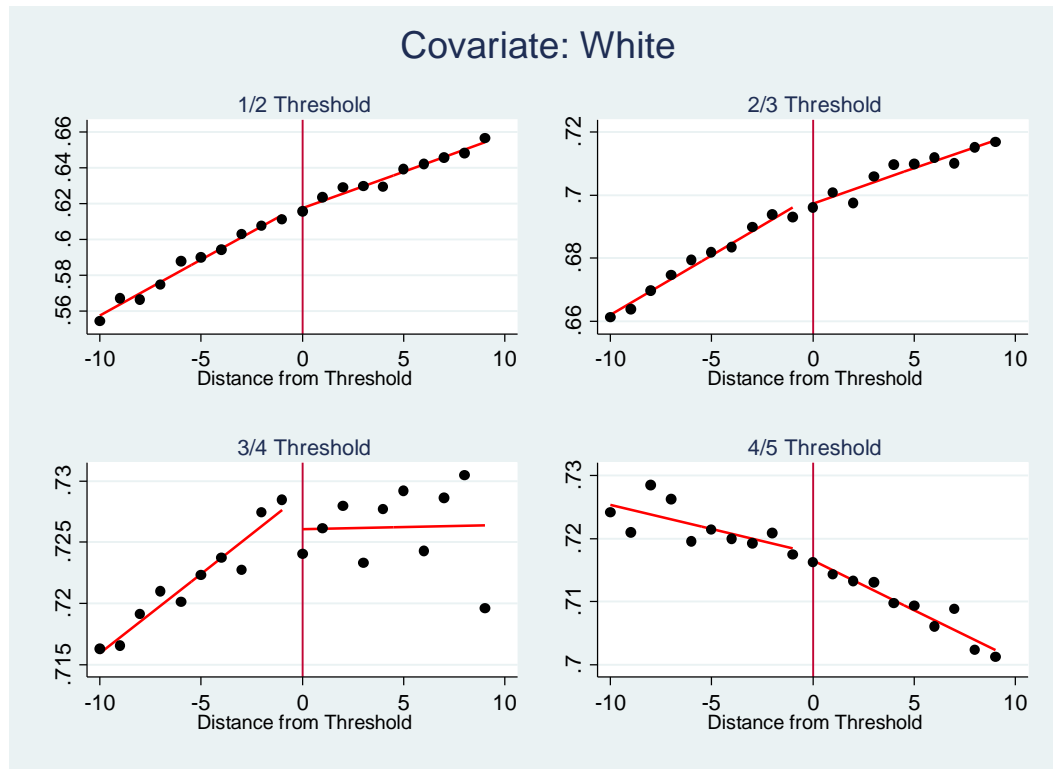 Covariate: White
1/2 Threshold
.66
.64
.62
.6
.58
.56
-10 -5 0 5 10
Distance from Threshold
2/3 Threshold
.72
.7
.68
.66
-10 -5 0 5 10
Distance from Threshold
3/4 Threshold
.73
.725
.72
.715
-10 -5 0 5 10
Distance from Threshold
4/5 Threshold
.73
.72
.71
.7
-10 -5 0 5 10
Distance from Threshold